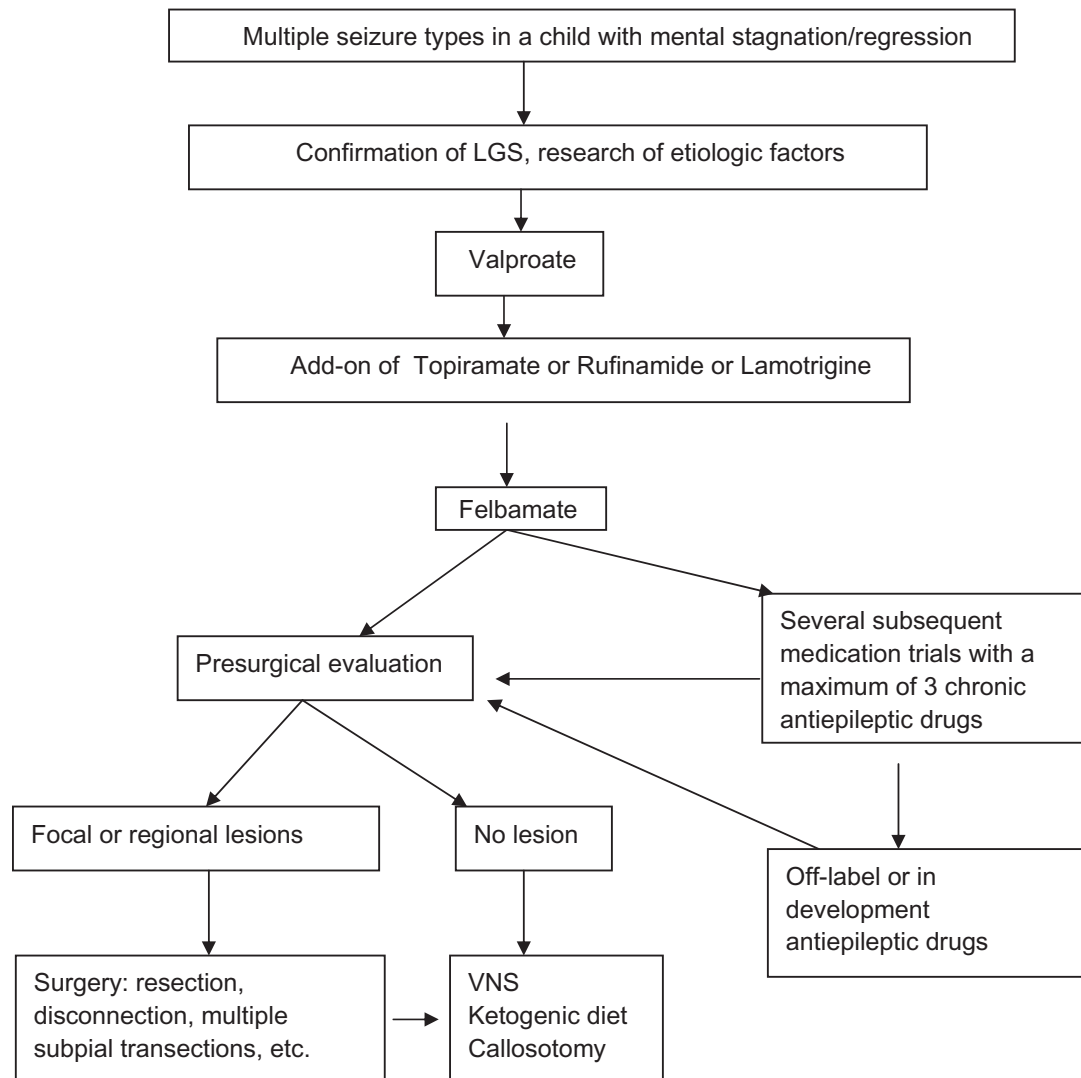 Multiple seizure types in a child with mental stagnation/regression
Confirmation of LGS, research of etiologic factors
Valproate
Add-on of Topiramate or Rufinamide or Lamotrigine
Felbamate
Several subsequent
medication trials with a
maximum of 3 chronic
antiepileptic drugs
Presurgical evaluation
Focal or regional lesions
No lesion
Off-label or in
development
antiepileptic drugs
Surgery: resection,
disconnection, multiple
subpial transections, etc.
VNS
Ketogenic diet
Callosotomy